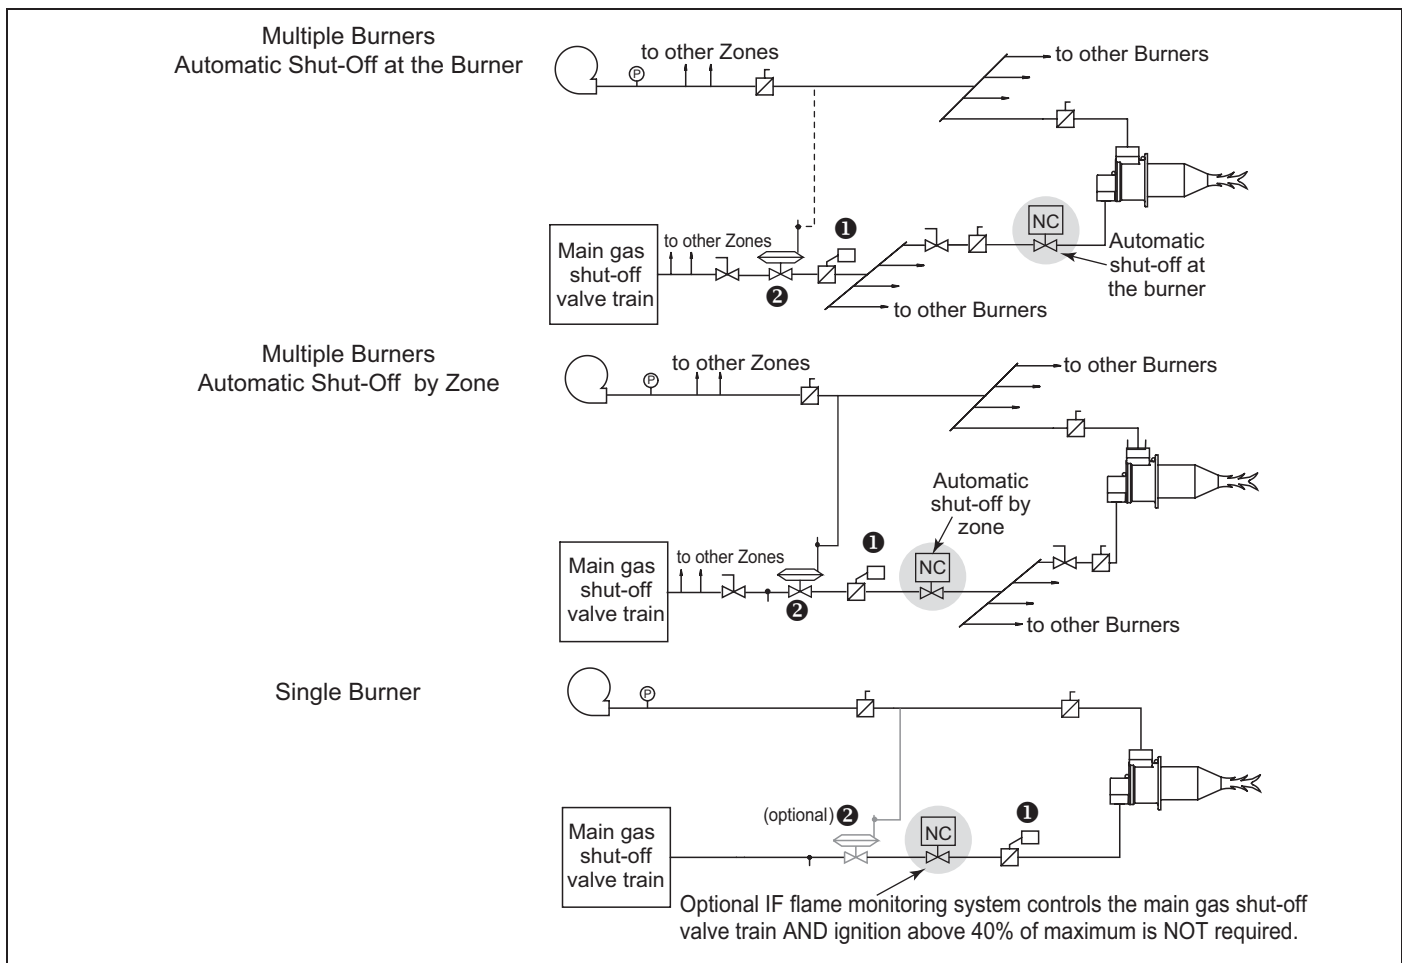 Multiple Burners
Automatic Shut-Off at the Burner
to other Zones
P
to other Burners
Main gas
shut-off
valve train
to other Zones
❷
❶
to other Burners
NC
Automatic
shut-off at
the burner
Multiple Burners
Automatic Shut-Off by Zone
P
to other Zones
to other Burners
Main gas
shut-off
valve train
to other Zones
❷
❶
Automatic
shut-off by
zone
NC
to other Burners
Single Burner
P
Main gas
shut-off
valve train
(optional) ❷
NC
❶
Optional IF flame monitoring system controls the main gas shut-off
valve train AND ignition above 40% of maximum is NOT required.